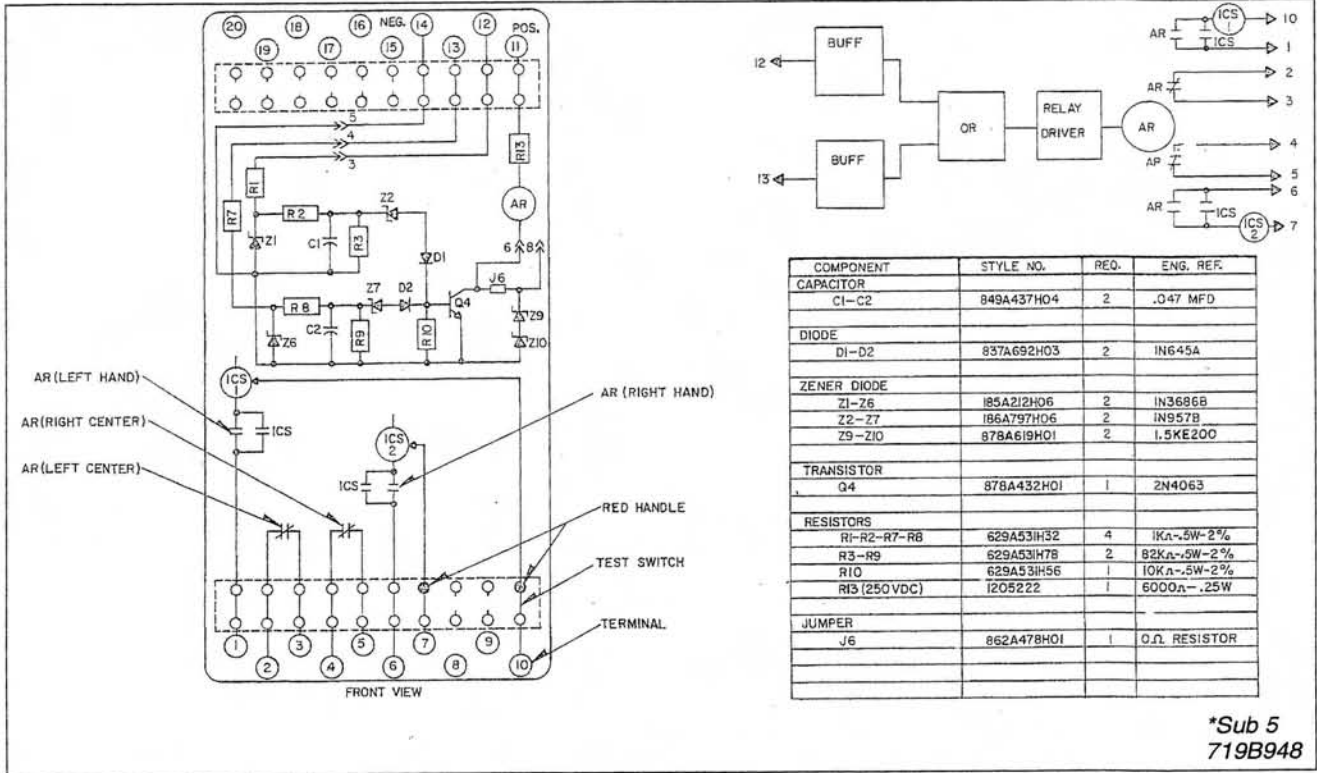 20 18 16 NEG. 14 12 POS.
19 17 15 13 11
5
4
3
R13
R1
R7
R2
Z2
AR
Z1
C1
R3
D1
6 8
J6
Q4
R8
Z7 D2
C2
Z6
R9
R10
Z9
Z10
ICS
1
AR (LEFT HAND)
ICS
AR (RIGHT HAND)
AR(RIGHT CENTER)
ICS
2
AR(LEFT CENTER)
ICS
RED HANDLE
TEST SWITCH
TERMINAL
1 3 5 7 9
2 4 6 8 10
FRONT VIEW
12
BUFF
13
BUFF
OR
RELAY
DRIVER
AR
AR ICS 1 10
ICS 1
2
AR
3
4
5
6
AR ICS
ICS
2 7
COMPONENT STYLE NO. REQ. ENG. REF.
CAPACITOR
C1-C2 849A437H04 2 .047 MFD
DIODE
D1-D2 837A692H03 2 1N645A
ZENER DIODE
Z1-Z6 185A212H06 2 1N3686B
Z2-Z7 186A797H06 2 1N957B
Z9-Z10 878A619H01 2 1.5KE200
TRANSISTOR
Q4 878A432H01 1 2N4063
RESISTORS
R1-R2-R7-R8 629A531H32 4 1KΩ-.5W-2%
R3-R9 629A531H78 2 82KΩ-.5W-2%
R10 629A531H56 1 10KΩ-.5W-2%
R13 (250VDC) 1205222 1 6000Ω-.25W
JUMPER
J6 862A478H01 1 0Ω RESISTOR
*Sub 5
719B948